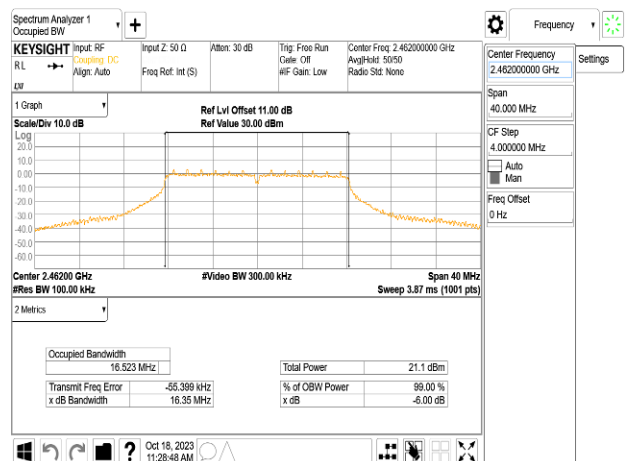 Spectrum Analyzer 1
Occupied BW
Frequency
KEYSIGHT
Input: RF
Input Z: 50 Ω
Atten: 30 dB
Trig: Free Run
Center Freq: 2.462000000 GHz
RL
Coupling: DC
Gate: Off
Avg|Hold: 50/50
Align: Auto
Freq Ref: Int (S)
#IF Gain: Low
Radio Std: None
Center Frequency
2.462000000 GHz
Settings
Span
40.000 MHz
CF Step
4.000000 MHz
Auto
Man
Freq Offset
0 Hz
1 Graph
Ref Lvl Offset 11.00 dB
Scale/Div 10.0 dB
Ref Value 30.00 dBm
Log
20.0
10.0
0.00
-10.0
-20.0
-30.0
-40.0
-50.0
-60.0
Center 2.46200 GHz
#Video BW 300.00 kHz
Span 40 MHz
#Res BW 100.00 kHz
Sweep 3.87 ms (1001 pts)
2 Metrics
Occupied Bandwidth
16.523 MHz
Total Power
21.1 dBm
Transmit Freq Error
-55.399 kHz
% of OBW Power
99.00 %
x dB Bandwidth
16.35 MHz
x dB
-6.00 dB
?
Oct 18, 2023
11:28:48 AM